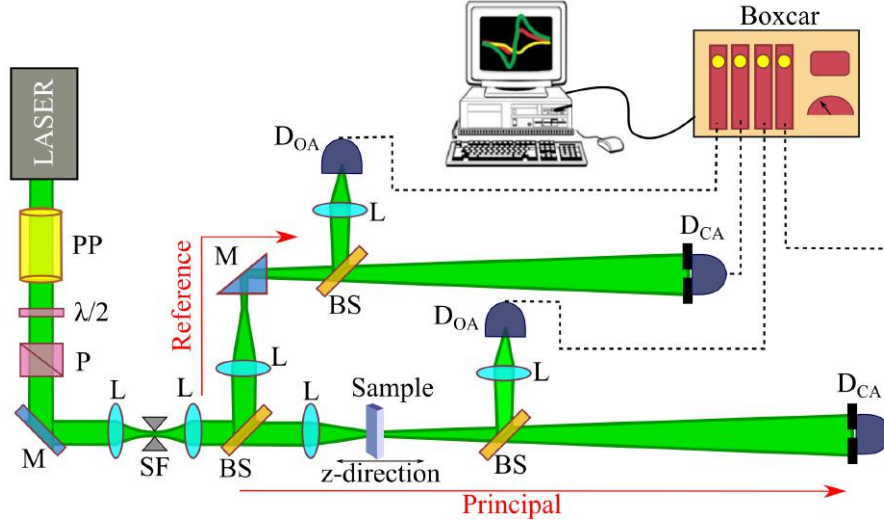 Boxcar
LASER
D_OA
PP
L
M
D_CA
λ/2
Reference
BS
D_OA
P
L
L
Sample
D_CA
L
L
L
M
SF
BS
z-direction
BS
Principal